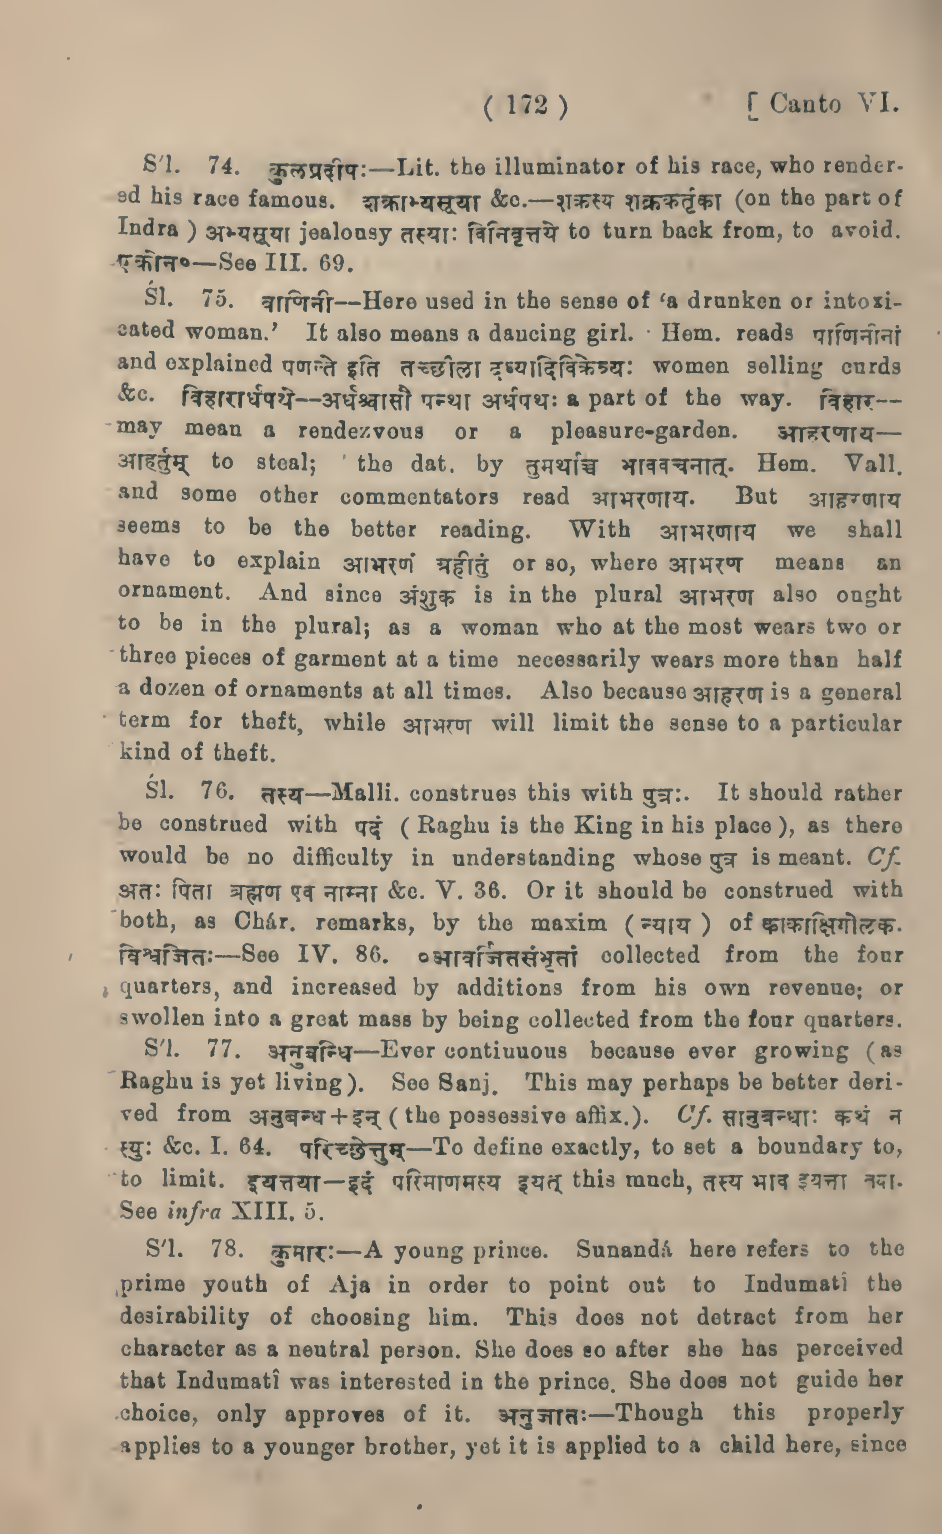 ( 172 ) [ Canto VI.
S'l. 74. कुलप्रदीपः—Lit. the illuminator of his race, who render-
ed his race famous. शक्राभ्यसूया &c.—शक्रस्य शक्रकर्तृका (on the part of
Indra ) अभ्यसूया jealousy तस्याः विनिवृत्तये to turn back from, to avoid.
एकोन०—See III. 69.
Śl. 75. वाणिनी--Here used in the sense of ‘a drunken or intoxi-
cated woman.’ It also means a dancing girl. Hem. reads पाणिनीनां
and explained पणन्ते इति तच्छीला दध्यादिविक्रेत्र्यः women selling curds
&c. विहारार्धपथे--अर्धश्चासौ पन्था अर्धपथः a part of the way. विहार--
may mean a rendezvous or a pleasure-garden. आहरणाय—
आहर्तुम् to steal; the dat. by तुमर्थाच्च भाववचनात्. Hem. Vall.
and some other commentators read आभरणाय. But आहरणाय
seems to be the better reading. With आभरणाय we shall
have to explain आभरणं ग्रहीतुं or so, where आभरण means an
ornament. And since अंशुक is in the plural आभरण also ought
to be in the plural; as a woman who at the most wears two or
three pieces of garment at a time necessarily wears more than half
a dozen of ornaments at all times. Also because आहरण is a general
term for theft, while आभरण will limit the sense to a particular
kind of theft.
Śl. 76. तस्य—Malli. construes this with पुत्रः. It should rather
be construed with पदं ( Raghu is the King in his place ), as there
would be no difficulty in understanding whose पुत्र is meant. Cf.
अतः पिता ब्रह्मण एव नाम्ना &c. V. 36. Or it should be construed with
both, as Chár. remarks, by the maxim ( न्याय ) of काकाक्षिगोलक.
विश्वजितः—See IV. 86. ०आवर्जितसंभृतां collected from the four
quarters, and increased by additions from his own revenue; or
swollen into a great mass by being collected from the four quarters.
S'l. 77. अनुबन्धि—Ever continuous because ever growing ( as
Raghu is yet living ). See Sanj. This may perhaps be better deri-
ved from अनुबन्ध+इन् ( the possessive affix.). Cf. सानुबन्धाः कथं न
स्युः &c. I. 64. परिच्छेत्तुम्—To define exactly, to set a boundary to,
to limit. इयत्तया—इदं परिमाणमस्य इयत् this much, तस्य भाव इयत्ता तया.
See infra XIII. 5.
S'l. 78. कुमारः—A young prince. Sunandá here refers to the
prime youth of Aja in order to point out to Indumatî the
desirability of choosing him. This does not detract from her
character as a neutral person. She does so after she has perceived
that Indumatî was interested in the prince. She does not guide her
choice, only approves of it. अनुजातः—Though this properly
applies to a younger brother, yet it is applied to a child here, since